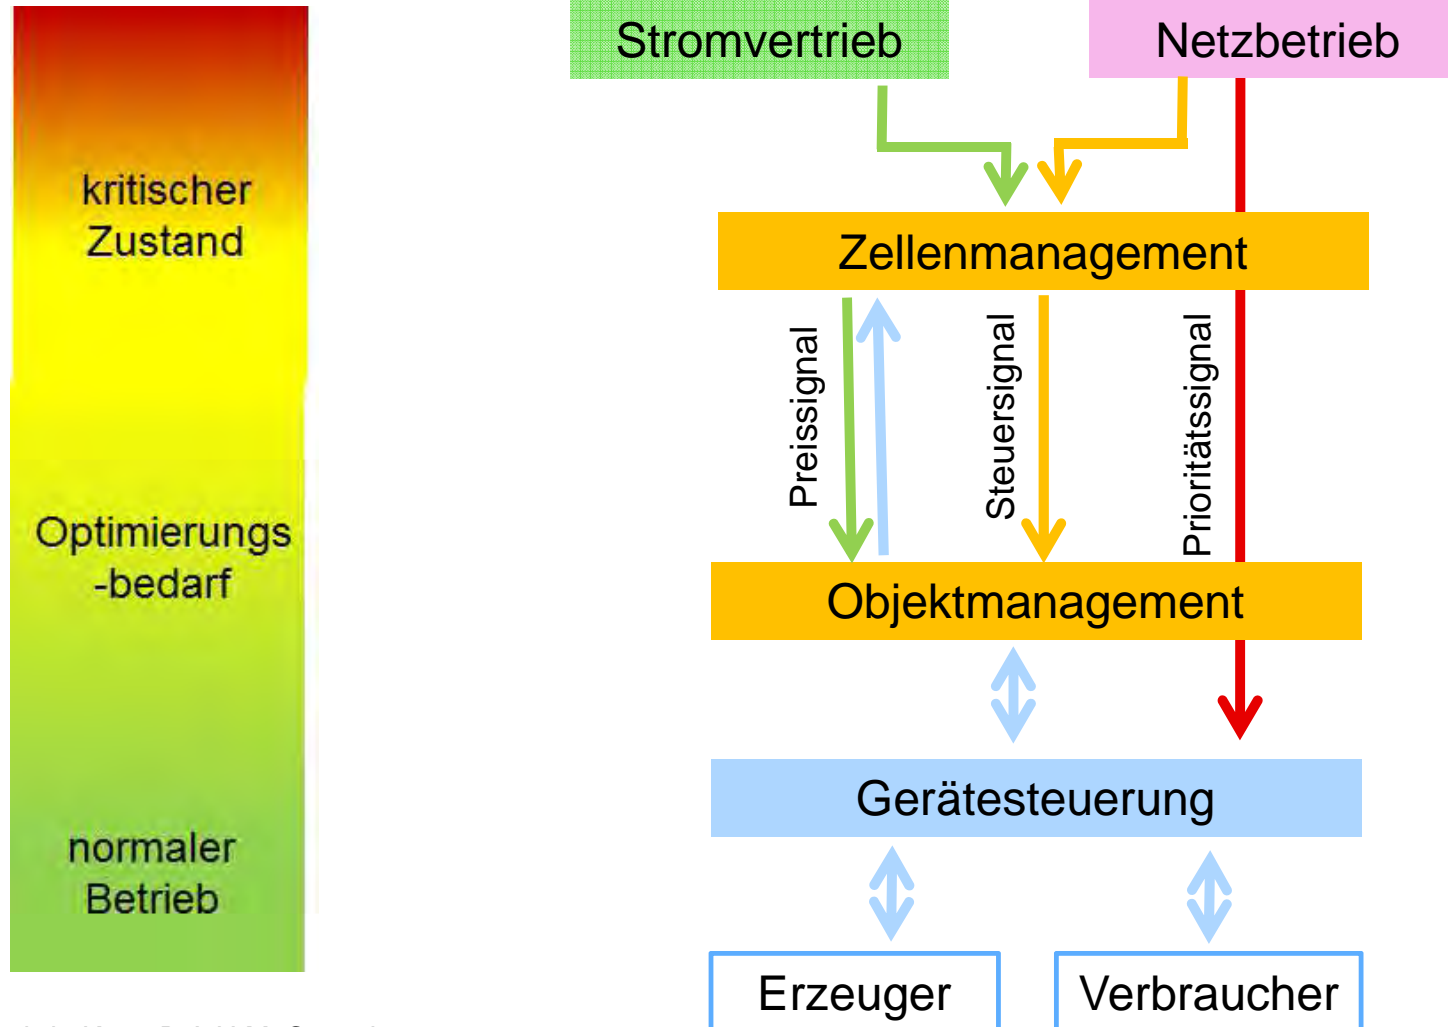 kritischer
Zustand
Optimierungs
-bedarf
normaler
Betrieb
Stromvertrieb
Netzbetrieb
Zellenmanagement
Preissignal
Steuersignal
Prioritätssignal
Objektmanagement
Gerätesteuerung
Erzeuger
Verbraucher